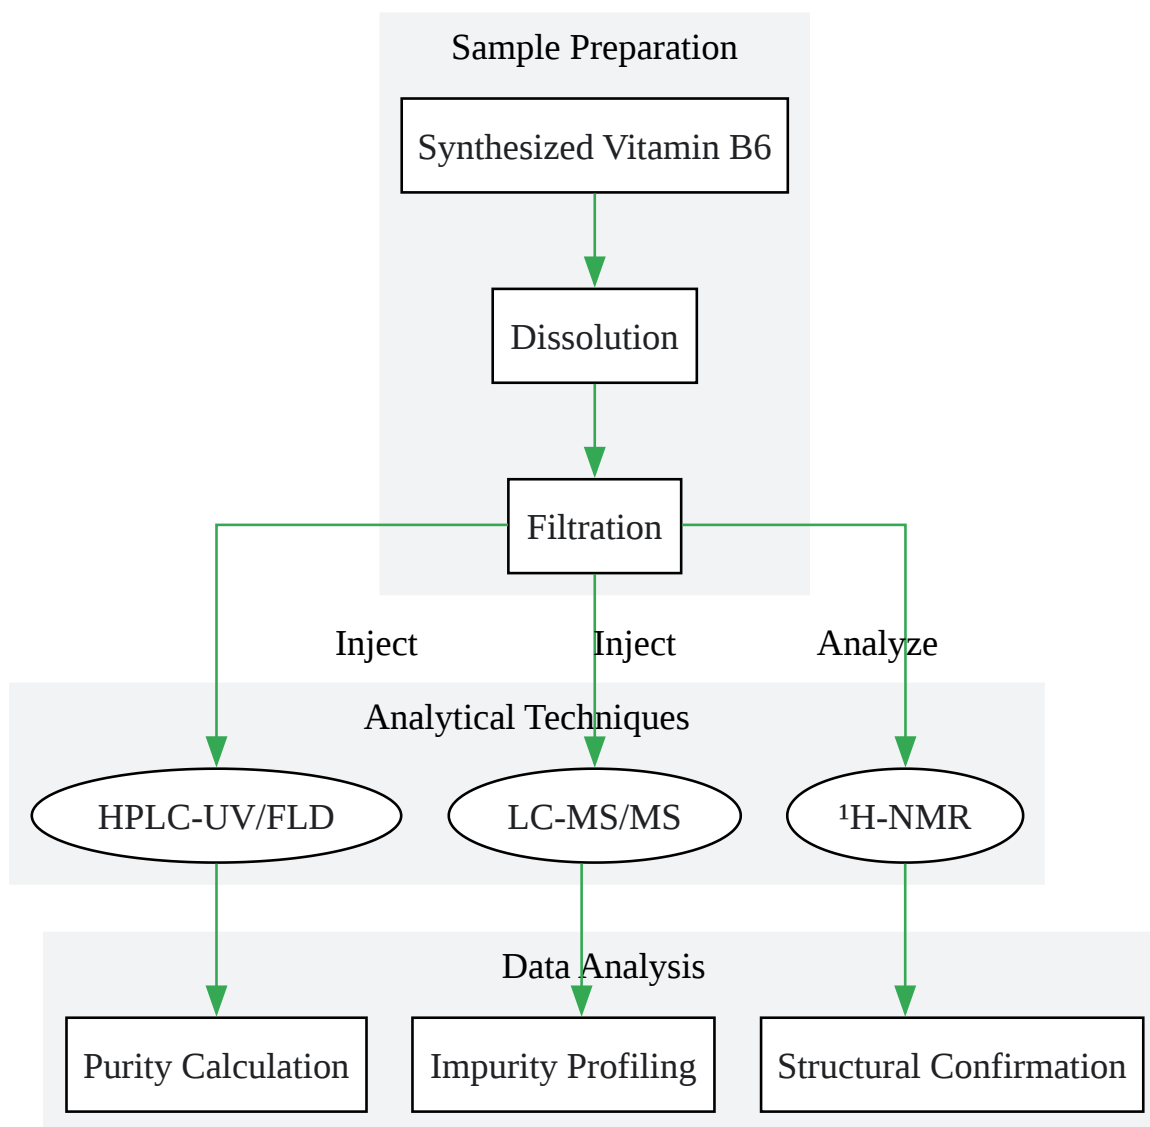 Sample Preparation
Synthesized Vitamin B6
Dissolution
Filtration
Inject
Inject
Analyze
Analytical Techniques
HPLC-UV/FLD
LC-MS/MS
¹H-NMR
Data Analysis
Purity Calculation
Impurity Profiling
Structural Confirmation